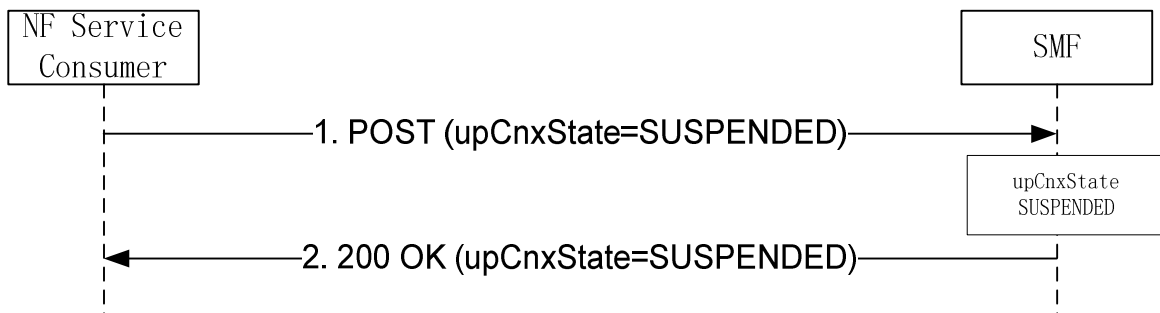 NF Service
Consumer
SMF
1. POST (upCnxState=SUSPENDED)
upCnxState
SUSPENDED
2. 200 OK (upCnxState=SUSPENDED)